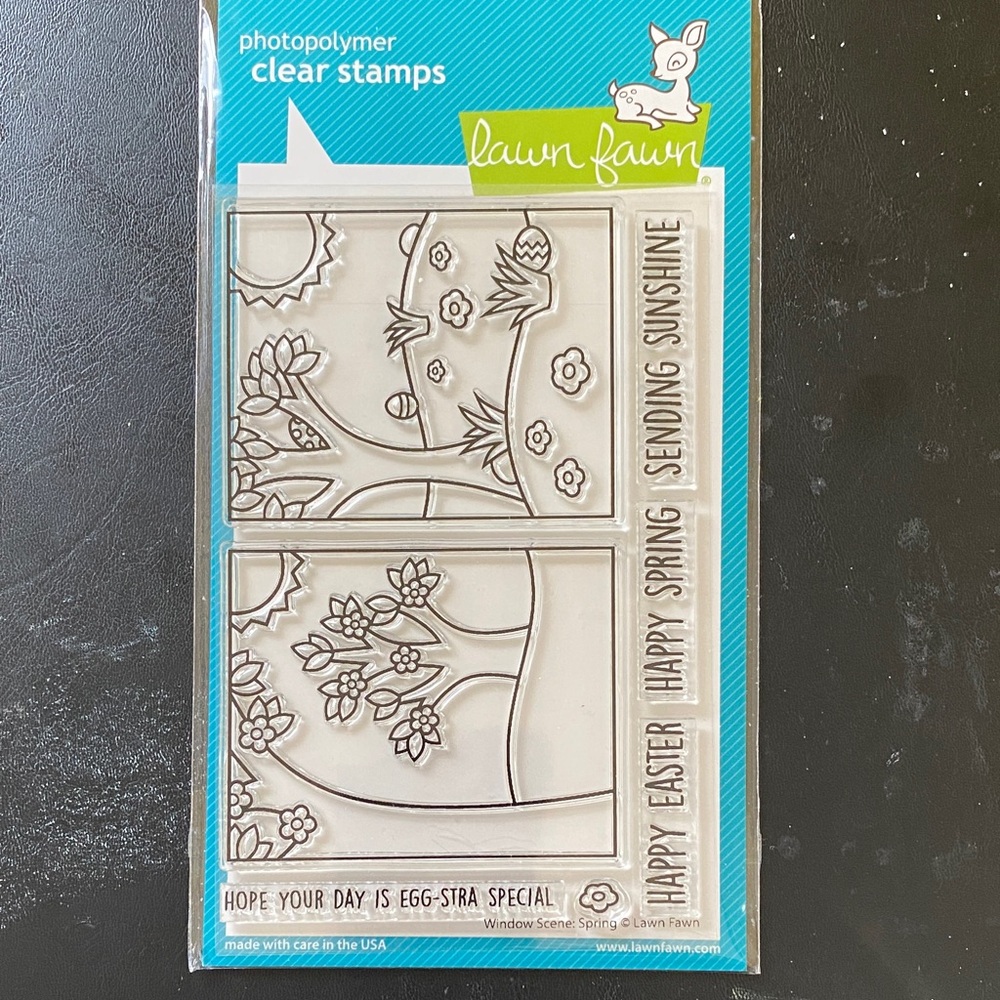 photopolymer
clear stamps
lawn fawn®
SENDING SUNSHINE
HAPPY SPRING
HAPPY EASTER
HOPE YOUR DAY IS EGG-STRA SPECIAL
Window Scene: Spring © Lawn Fawn
made with care in the USA
www.lawnfawn.com